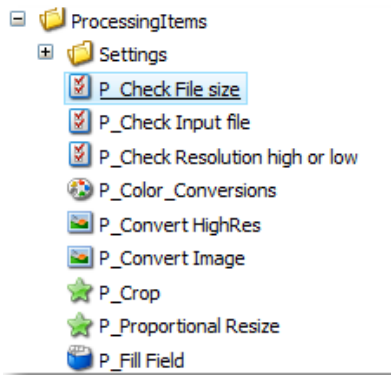 ProcessingItems
Settings
P_Check File size
P_Check Input file
P_Check Resolution high or low
P_Color_Conversions
P_Convert HighRes
P_Convert Image
P_Crop
P_Proportional Resize
P_Fill Field